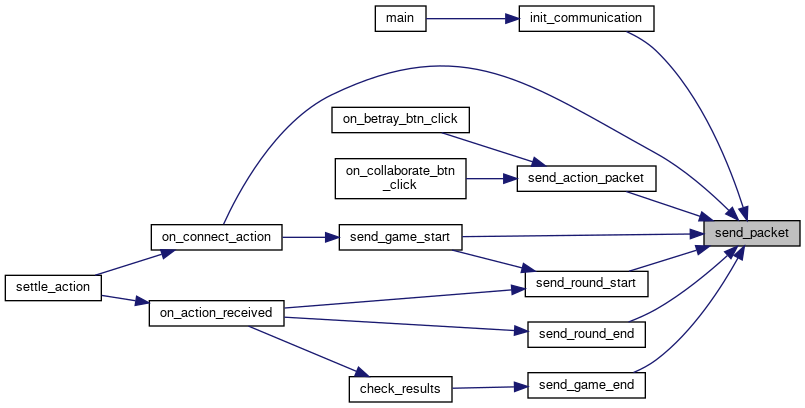 main
init_communication
on_betray_btn_click
on_collaborate_btn
_click
send_action_packet
send_packet
on_connect_action
send_game_start
settle_action
send_round_start
on_action_received
send_round_end
check_results
send_game_end